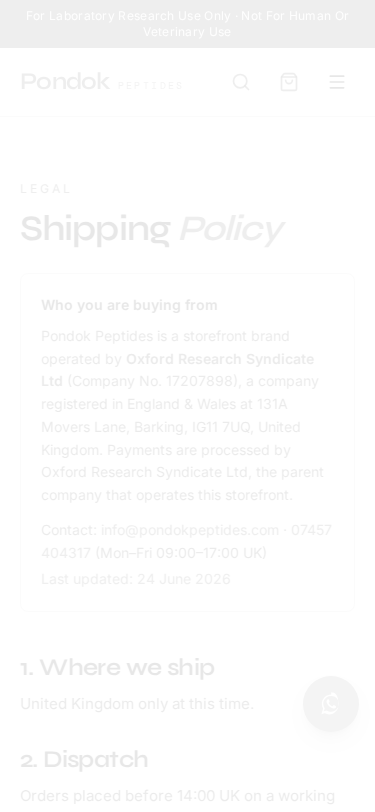 For Laboratory Research Use Only · Not For Human Or
Veterinary Use
Pondok PEPTIDES
LEGAL
Shipping Policy
Who you are buying from
Pondok Peptides is a storefront brand
operated by Oxford Research Syndicate
Ltd (Company No. 17207898), a company
registered in England & Wales at 131A
Movers Lane, Barking, IG11 7UQ, United
Kingdom. Payments are processed by
Oxford Research Syndicate Ltd, the parent
company that operates this storefront.
Contact: info@pondokpeptides.com · 07457
404317 (Mon–Fri 09:00–17:00 UK)
Last updated: 24 June 2026
1. Where we ship
United Kingdom only at this time.
2. Dispatch
Orders placed before 14:00 UK on a working